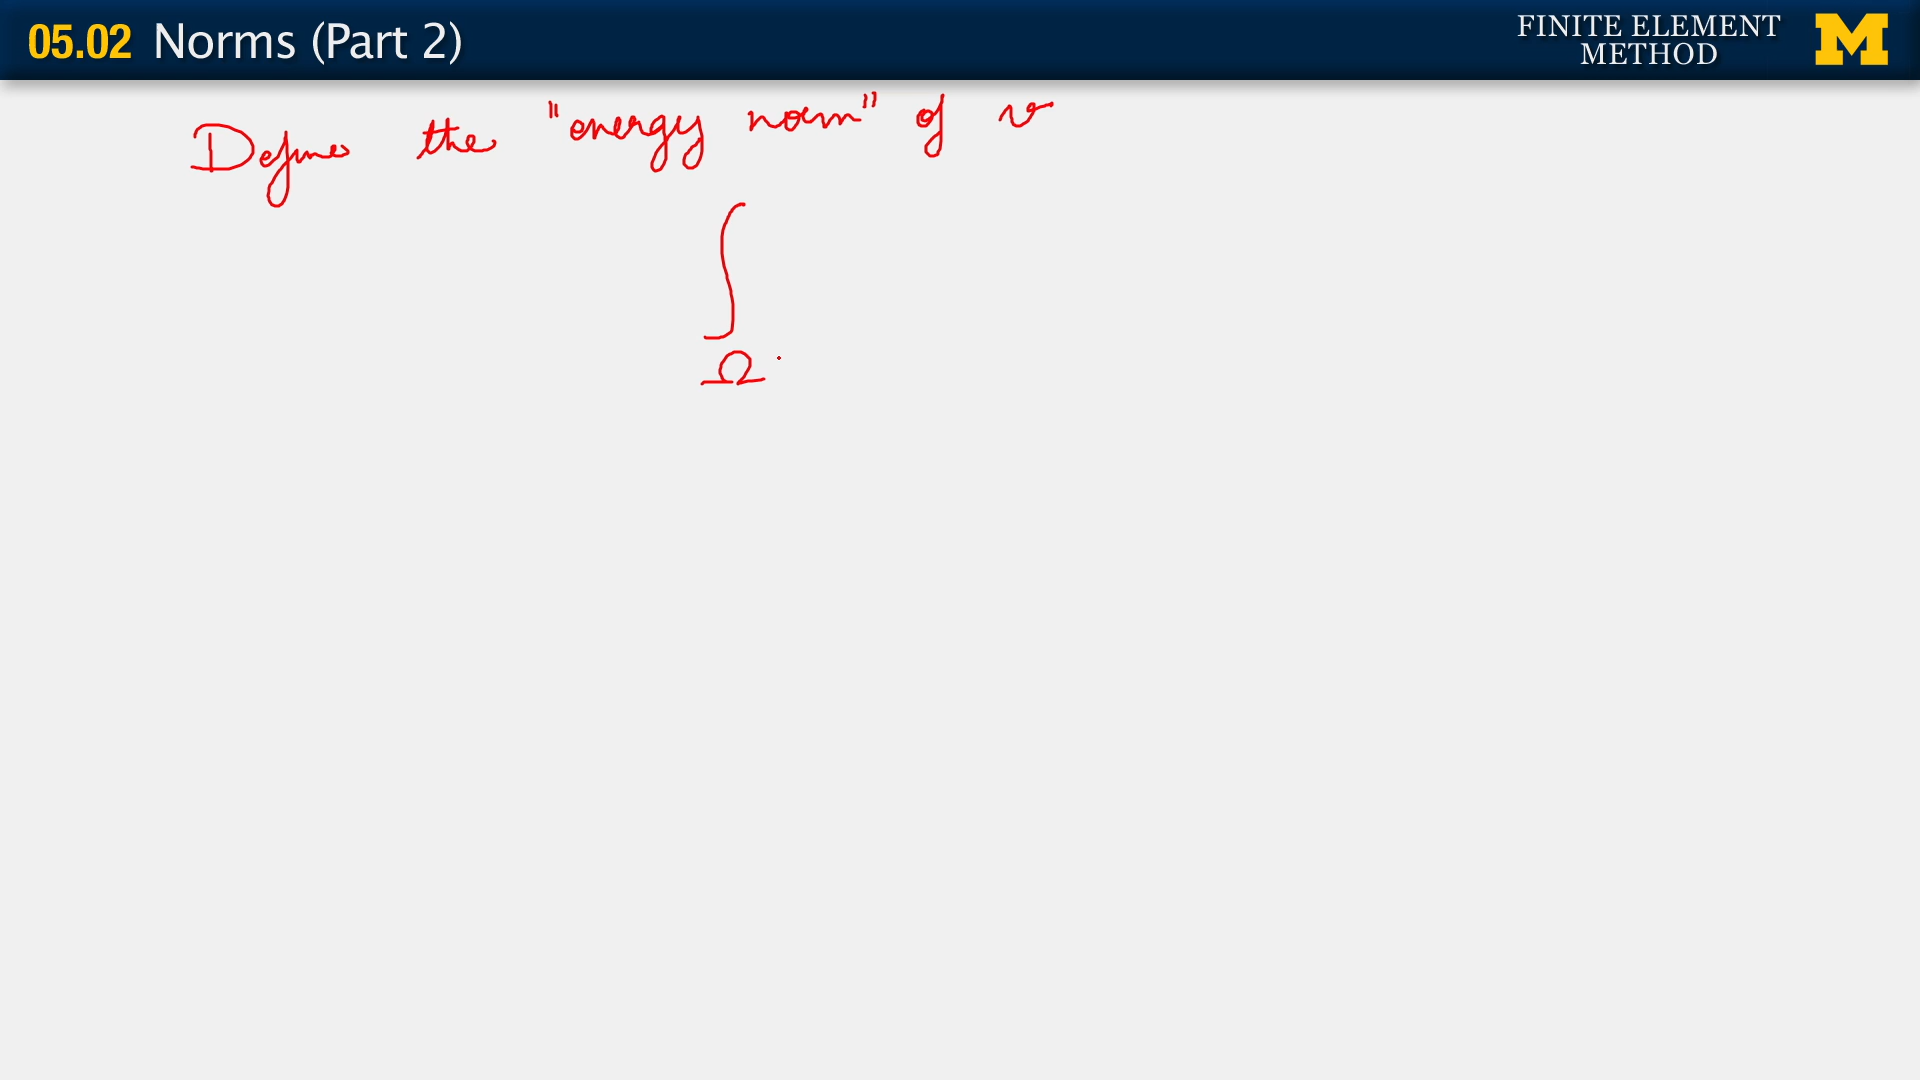 05.02 Norms (Part 2)
FINITE ELEMENT
METHOD
M
Define the "energy norm" of v
∫
Ω